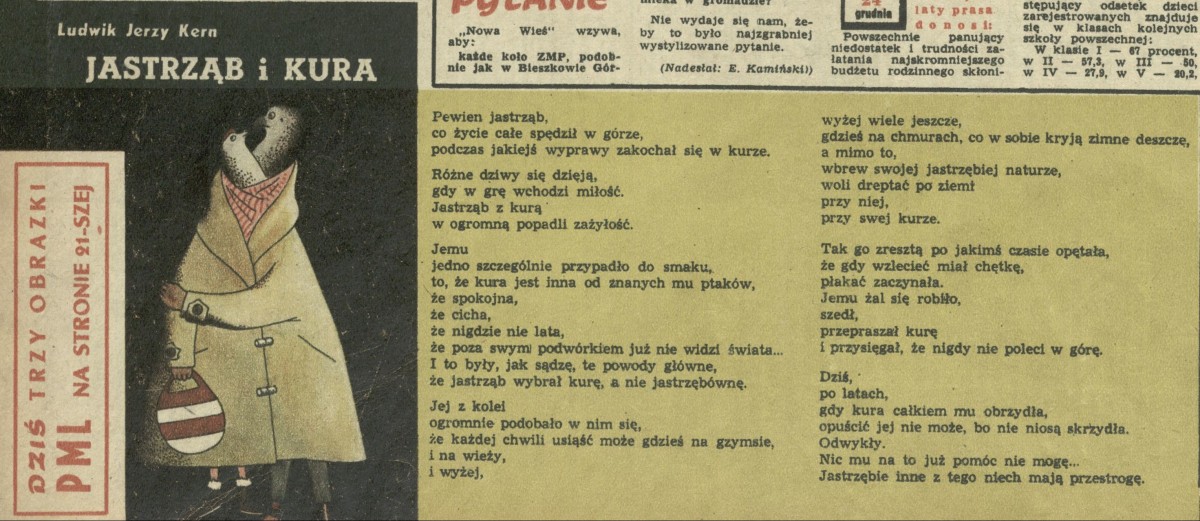 Ludwik Jerzy Kern
JASTRZĄB i KURA
DZIŚ TRZY OBRAZKI
PML NA STRONIE 21-SZEJ
PYTANIE
„Nowa Wieś" wzywa,
aby:
każde koło ZMP, podob-
nie jak w Bieszkowie Gór-
mleka w gromadzie?
Nie wydaje się nam, że-
by to było najzgrabniej
wystylizowane pytanie.
(Nadesłał: E. Kamiński)
24
grudnia
laty prasa
donosi:
Powszechnie panujący
niedostatek i trudności za-
łatania najskromniejszego
budżetu rodzinnego skłoni-
stępujący odsetek dzieci
zarejestrowanych znajduje
się w klasach kolejnych
szkoły powszechnej:
W klasie I — 67 procent,
w II — 57,3, w III — 50,
w IV — 27,9, w V — 20,2,
Pewien jastrząb,
co życie całe spędził w górze,
podczas jakiejś wyprawy zakochał się w kurze.
Różne dziwy się dzieją,
gdy w grę wchodzi miłość.
Jastrząb z kurą
w ogromną popadli zażyłość.
Jemu
jedno szczególnie przypadło do smaku,
to, że kura jest inna od znanych mu ptaków,
że spokojna,
że cicha,
że nigdzie nie lata,
że poza swym podwórkiem już nie widzi świata...
I to były, jak sądzę, te powody główne,
że jastrząb wybrał kurę, a nie jastrzębównę.
Jej z kolei
ogromnie podobało w nim się,
że każdej chwili usiąść może gdzieś na gzymsie,
i na wieży,
i wyżej,
wyżej wiele jeszcze,
gdzieś na chmurach, co w sobie kryją zimne deszcze,
a mimo to,
wbrew swojej jastrzębiej naturze,
woli dreptać po ziemi
przy niej,
przy swej kurze.
Tak go zresztą po jakimś czasie opętała,
że gdy wzlecieć miał chętkę,
płakać zaczynała.
Jemu żal się robiło,
szedł,
przepraszał kurę
i przysięgał, że nigdy nie poleci w górę.
Dziś,
po latach,
gdy kura całkiem mu obrzydła,
opuścić jej nie może, bo nie niosą skrzydła.
Odwykły.
Nic mu na to już pomóc nie mogę...
Jastrzębie inne z tego niech mają przestrogę.